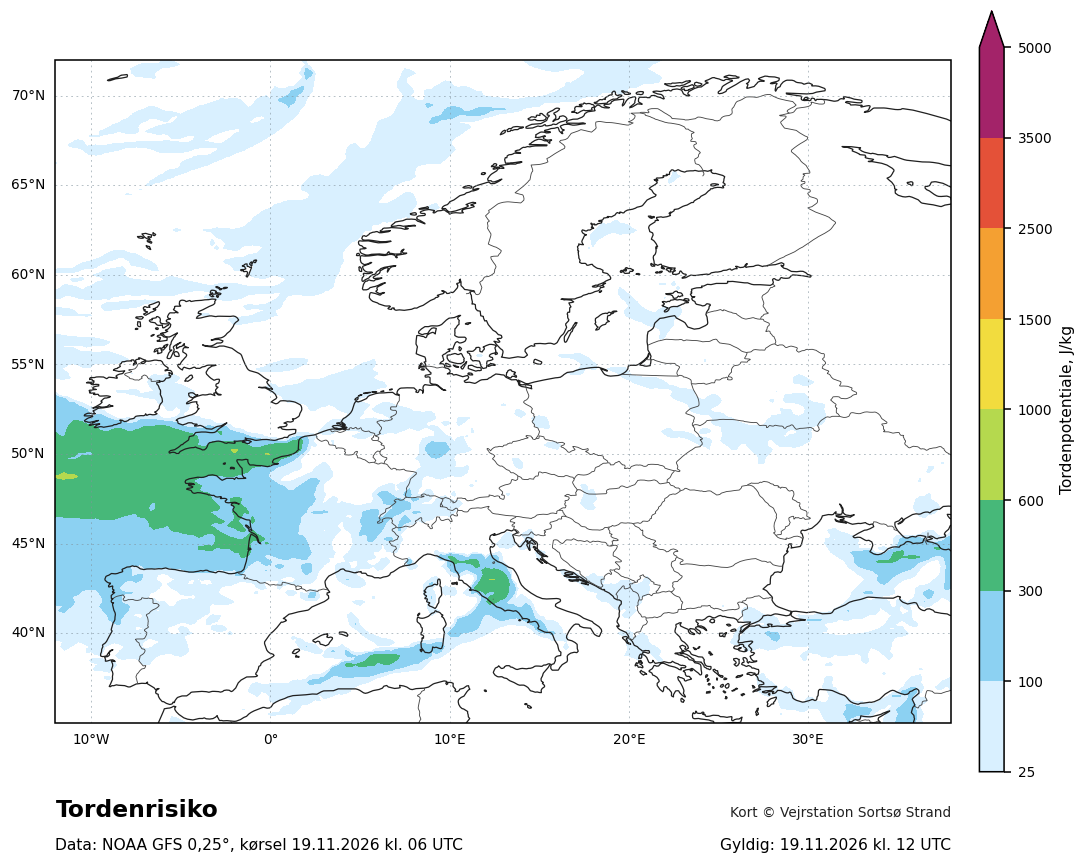 5000
3500
2500
1500
1000
600
300
100
25
Tordenpotentiale, J/kg
70°N
65°N
60°N
55°N
50°N
45°N
40°N
10°W
0°
10°E
20°E
30°E
Tordenrisiko
Kort © Vejrstation Sortsø Strand
Data: NOAA GFS 0,25°, kørsel 19.11.2026 kl. 06 UTC
Gyldig: 19.11.2026 kl. 12 UTC